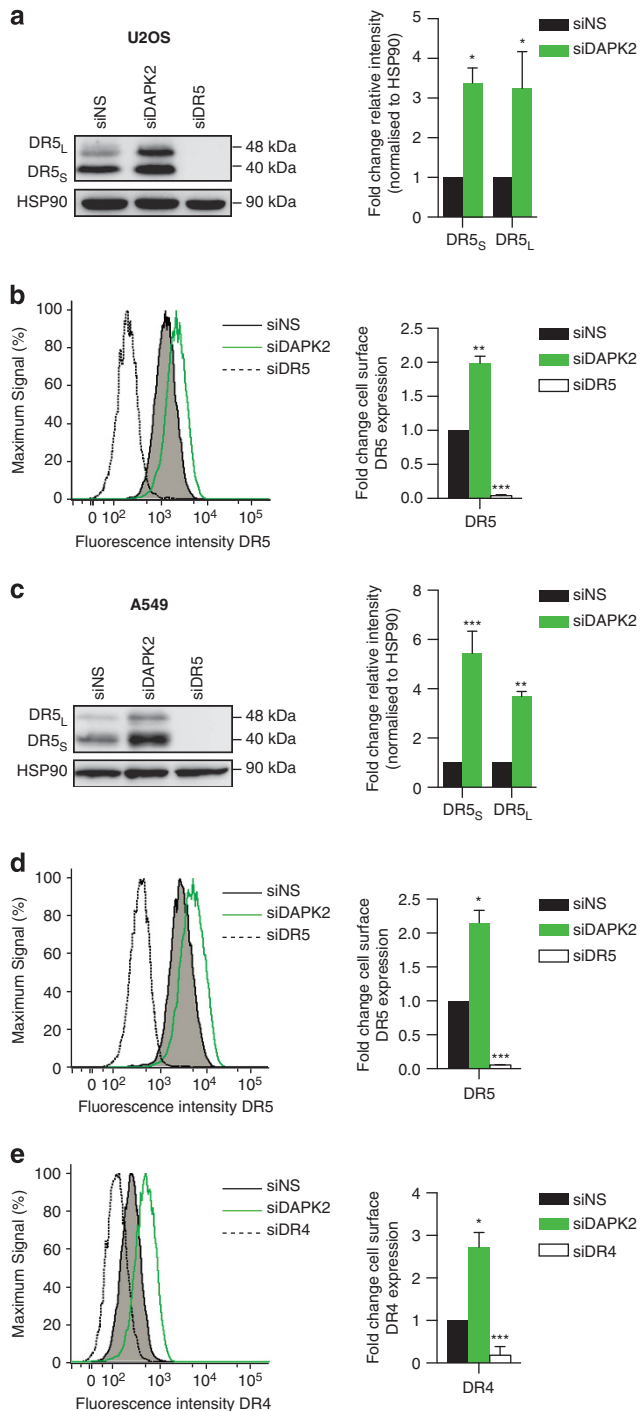 a
U2OS
siNS
siDAPK2
siDR5
DR5L
48 kDa
DR5S
40 kDa
HSP90
90 kDa
Fold change relative intensity
(normalised to HSP90)
5
4
3
2
1
0
*
*
DR5S
DR5L
siNS
siDAPK2
b
Maximum Signal (%)
100
80
60
40
20
0
0 10² 10³ 10⁴ 10⁵
Fluorescence intensity DR5
siNS
siDAPK2
siDR5
Fold change cell surface
DR5 expression
2.5
2.0
1.5
1.0
0.5
0.0
**
***
DR5
siNS
siDAPK2
siDR5
c
A549
siNS
siDAPK2
siDR5
DR5L
48 kDa
DR5S
40 kDa
HSP90
90 kDa
Fold change relative intensity
(normalised to HSP90)
8
6
4
2
0
***
**
DR5S
DR5L
siNS
siDAPK2
d
Maximum Signal (%)
100
80
60
40
20
0
0 10² 10³ 10⁴ 10⁵
Fluorescence intensity DR5
siNS
siDAPK2
siDR5
Fold change cell surface
DR5 expression
2.5
2.0
1.5
1.0
0.5
0.0
*
***
DR5
siNS
siDAPK2
siDR5
e
Maximum Signal (%)
100
80
60
40
20
0
0 10² 10³ 10⁴ 10⁵
Fluorescence intensity DR4
siNS
siDAPK2
siDR4
Fold change cell surface
DR4 expression
4
3
2
1
0
*
***
DR4
siNS
siDAPK2
siDR4